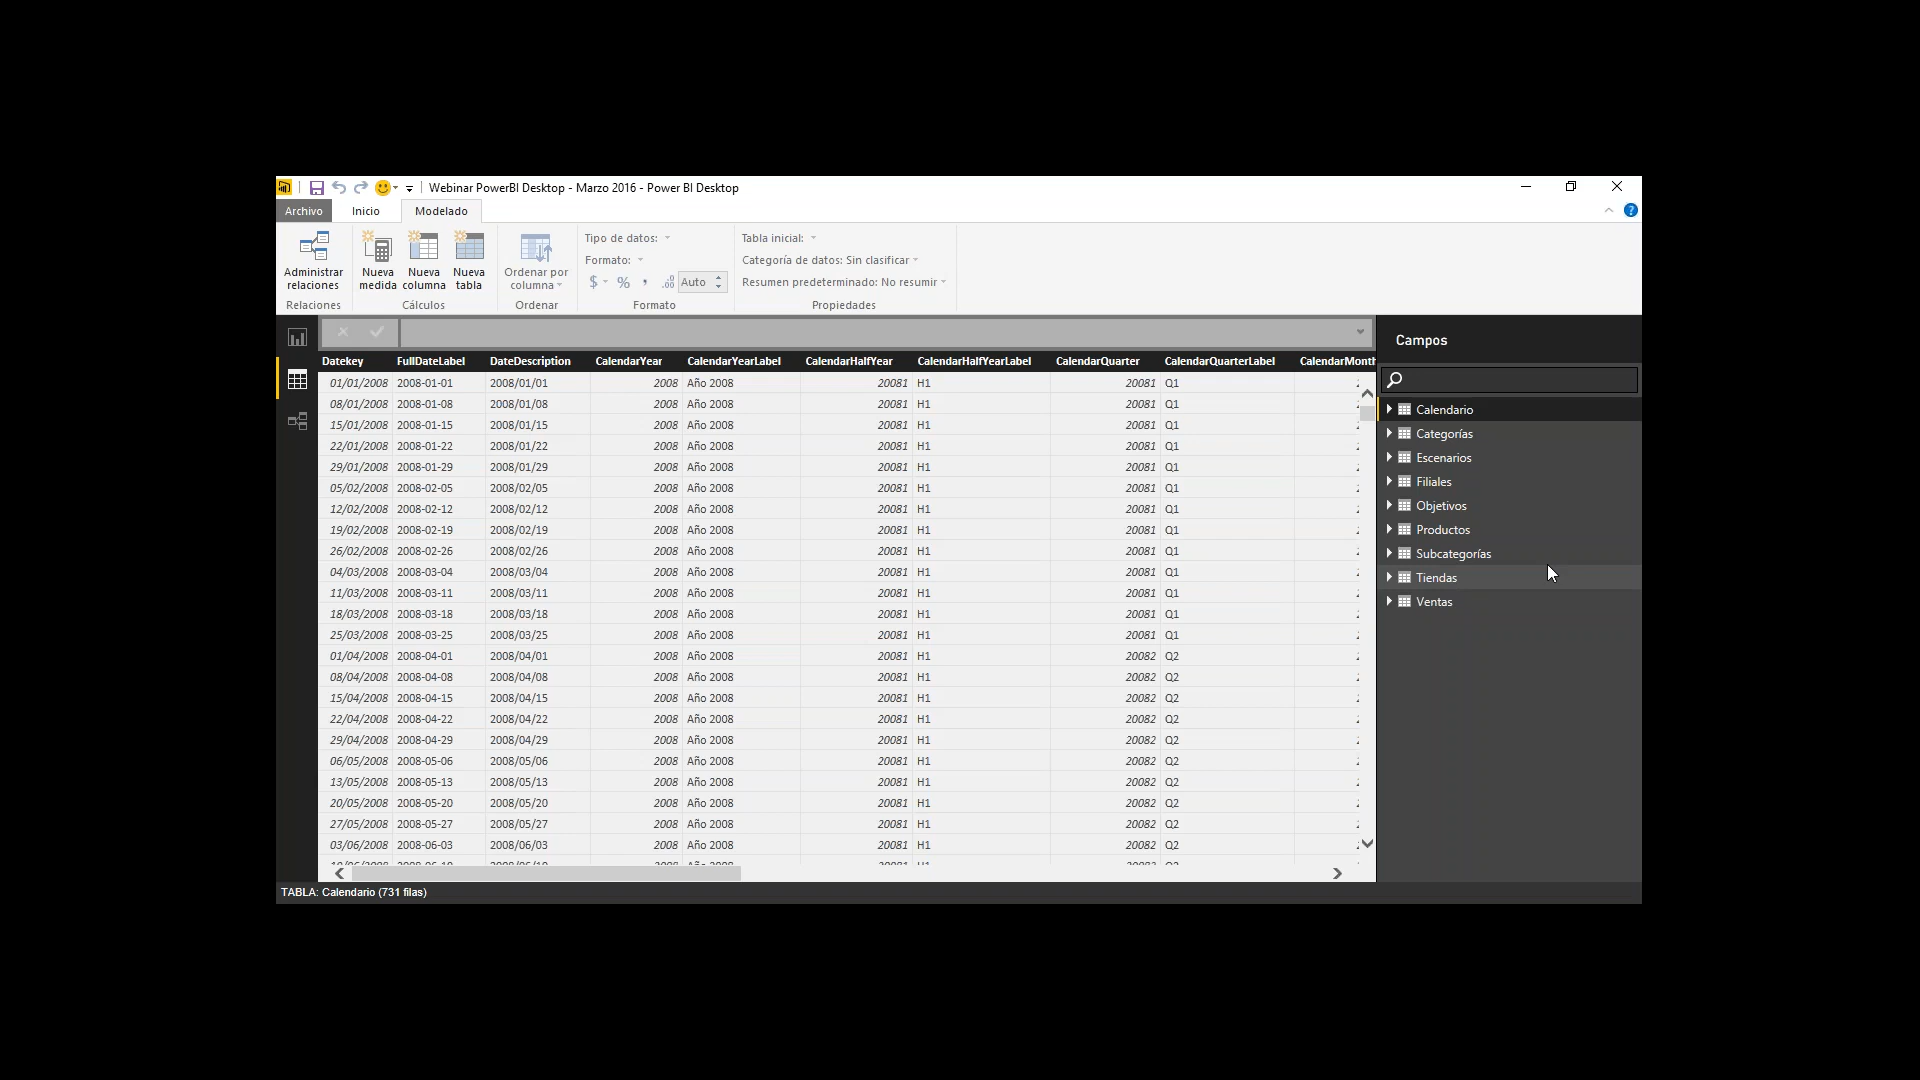 Webinar PowerBI Desktop - Marzo 2016 - Power BI Desktop
Archivo Inicio Modelado
Administrar relaciones
Nueva medida
Nueva columna
Nueva tabla
Ordenar por columna
Tipo de datos:
Formato:
$ % , .00 Auto
Tabla inicial:
Categoría de datos: Sin clasificar
Resumen predeterminado: No resumir
Relaciones Cálculos Ordenar Formato Propiedades
Datekey FullDateLabel DateDescription CalendarYear CalendarYearLabel CalendarHalfYear CalendarHalfYearLabel CalendarQuarter CalendarQuarterLabel CalendarMonth
01/01/2008 2008-01-01 2008/01/01 2008 Año 2008 20081 H1 20081 Q1
08/01/2008 2008-01-08 2008/01/08 2008 Año 2008 20081 H1 20081 Q1
15/01/2008 2008-01-15 2008/01/15 2008 Año 2008 20081 H1 20081 Q1
22/01/2008 2008-01-22 2008/01/22 2008 Año 2008 20081 H1 20081 Q1
29/01/2008 2008-01-29 2008/01/29 2008 Año 2008 20081 H1 20081 Q1
05/02/2008 2008-02-05 2008/02/05 2008 Año 2008 20081 H1 20081 Q1
12/02/2008 2008-02-12 2008/02/12 2008 Año 2008 20081 H1 20081 Q1
19/02/2008 2008-02-19 2008/02/19 2008 Año 2008 20081 H1 20081 Q1
26/02/2008 2008-02-26 2008/02/26 2008 Año 2008 20081 H1 20081 Q1
04/03/2008 2008-03-04 2008/03/04 2008 Año 2008 20081 H1 20081 Q1
11/03/2008 2008-03-11 2008/03/11 2008 Año 2008 20081 H1 20081 Q1
18/03/2008 2008-03-18 2008/03/18 2008 Año 2008 20081 H1 20081 Q1
25/03/2008 2008-03-25 2008/03/25 2008 Año 2008 20081 H1 20081 Q1
01/04/2008 2008-04-01 2008/04/01 2008 Año 2008 20081 H1 20082 Q2
08/04/2008 2008-04-08 2008/04/08 2008 Año 2008 20081 H1 20082 Q2
15/04/2008 2008-04-15 2008/04/15 2008 Año 2008 20081 H1 20082 Q2
22/04/2008 2008-04-22 2008/04/22 2008 Año 2008 20081 H1 20082 Q2
29/04/2008 2008-04-29 2008/04/29 2008 Año 2008 20081 H1 20082 Q2
06/05/2008 2008-05-06 2008/05/06 2008 Año 2008 20081 H1 20082 Q2
13/05/2008 2008-05-13 2008/05/13 2008 Año 2008 20081 H1 20082 Q2
20/05/2008 2008-05-20 2008/05/20 2008 Año 2008 20081 H1 20082 Q2
27/05/2008 2008-05-27 2008/05/27 2008 Año 2008 20081 H1 20082 Q2
03/06/2008 2008-06-03 2008/06/03 2008 Año 2008 20081 H1 20082 Q2
Campos
Calendario
Categorías
Escenarios
Filiales
Objetivos
Productos
Subcategorías
Tiendas
Ventas
TABLA: Calendario (731 filas)